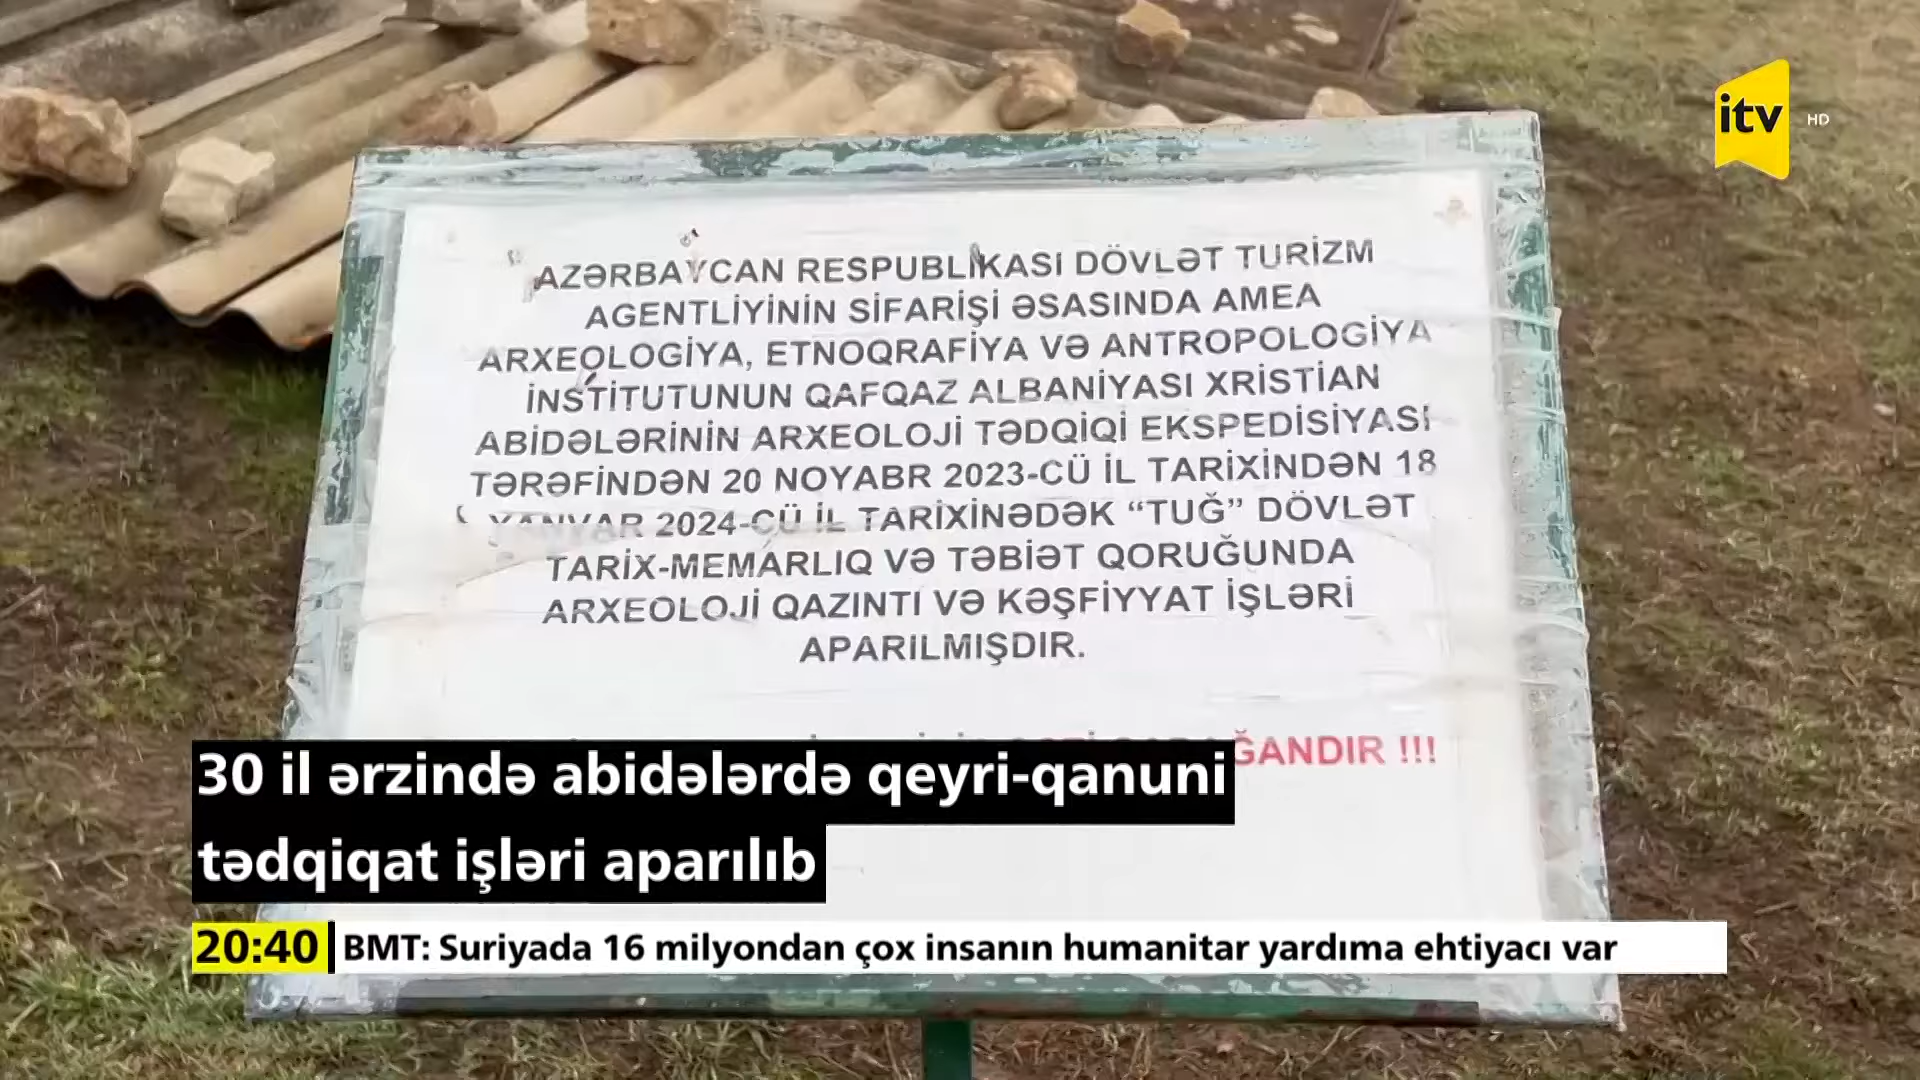 itv HD
AZƏRBAYCAN RESPUBLİKASI DÖVLƏT TURİZM
AGENTLİYİNİN SİFARİŞİ ƏSASINDA AMEA
ARXEOLOGİYA, ETNOQRAFİYA VƏ ANTROPOLOGİYA
İNSTİTUTUNUN QAFQAZ ALBANİYASI XRİSTİAN
ABİDƏLƏRİNİN ARXEOLOJİ TƏDQİQİ EKSPEDİSİYASI
TƏRƏFİNDƏN 20 NOYABR 2023-CÜ İL TARİXİNDƏN 18
YANVAR 2024-CÜ İL TARİXİNƏDƏK “TUĞ” DÖVLƏT
TARİX-MEMARLIQ VƏ TƏBİƏT QORUĞUNDA
ARXEOLOJİ QAZINTI VƏ KƏŞFİYYAT İŞLƏRİ
APARILMIŞDIR.
!!!
30 il ərzində abidələrdə qeyri-qanuni
tədqiqat işləri aparılıb
20:40 BMT: Suriyada 16 milyondan çox insanın humanitar yardıma ehtiyacı var